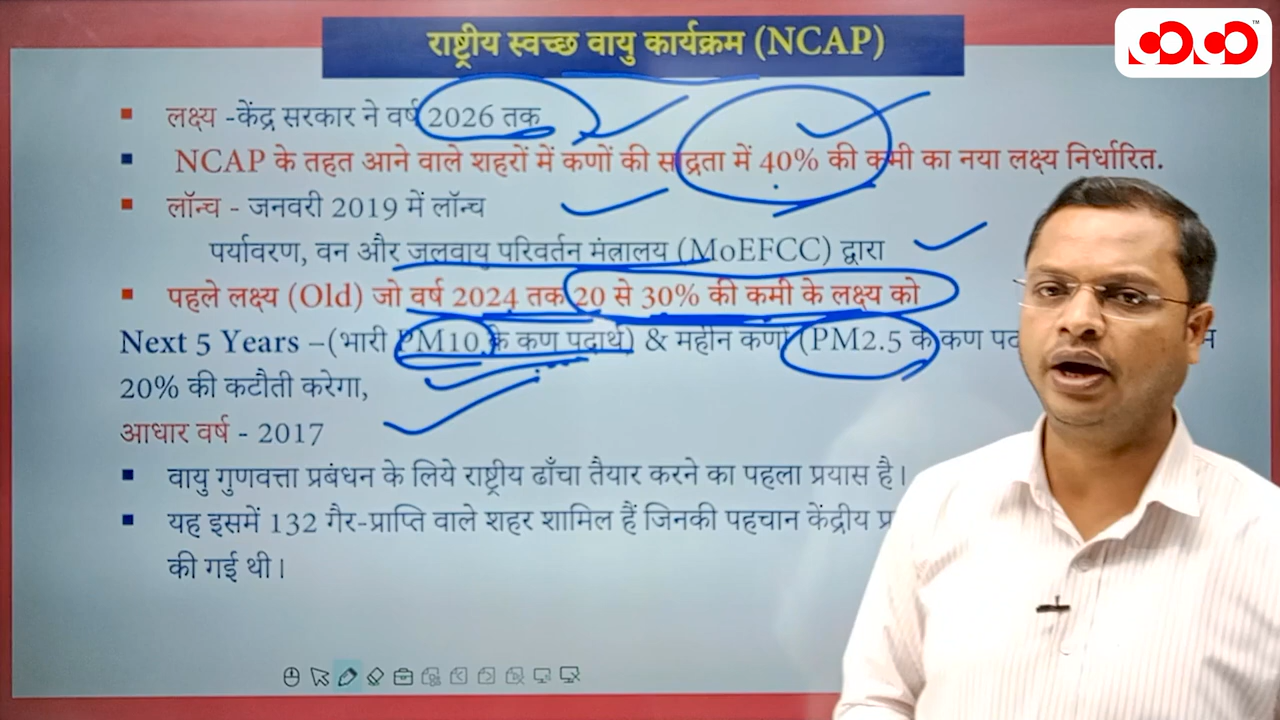 राष्ट्रीय स्वच्छ वायु कार्यक्रम (NCAP)
लक्ष्य -केंद्र सरकार ने वर्ष 2026 तक
NCAP के तहत आने वाले शहरों में कणों की सांद्रता में 40% की कमी का नया लक्ष्य निर्धारित.
लॉन्च - जनवरी 2019 में लॉन्च
पर्यावरण, वन और जलवायु परिवर्तन मंत्रालय (MoEFCC) द्वारा
पहले लक्ष्य (Old) जो वर्ष 2024 तक 20 से 30% की कमी के लक्ष्य को
Next 5 Years –(भारी PM10 के कण पदार्थ) & महीन कणों (PM2.5 के कण
20% की कटौती करेगा,
आधार वर्ष - 2017
वायु गुणवत्ता प्रबंधन के लिये राष्ट्रीय ढाँचा तैयार करने का पहला प्रयास है।
यह इसमें 132 गैर-प्राप्ति वाले शहर शामिल हैं जिनकी पहचान केंद्रीय
की गई थी।